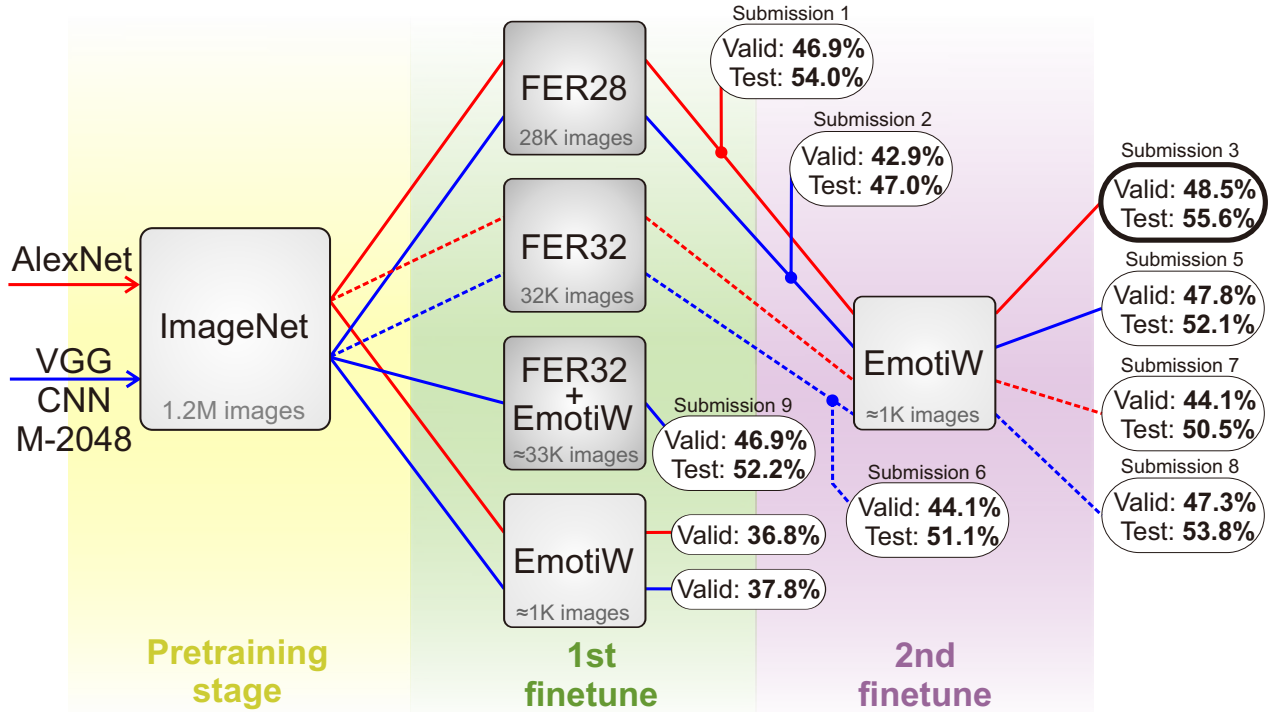 AlexNet
VGG
CNN
M-2048
ImageNet
1.2M images
FER28
28K images
FER32
32K images
FER32
+
EmotiW
≈33K images
EmotiW
≈1K images
Submission 1
Valid: 46.9%
Test: 54.0%
Submission 2
Valid: 42.9%
Test: 47.0%
Submission 9
Valid: 46.9%
Test: 52.2%
Valid: 36.8%
Valid: 37.8%
EmotiW
≈1K images
Submission 6
Valid: 44.1%
Test: 51.1%
Submission 3
Valid: 48.5%
Test: 55.6%
Submission 5
Valid: 47.8%
Test: 52.1%
Submission 7
Valid: 44.1%
Test: 50.5%
Submission 8
Valid: 47.3%
Test: 53.8%
Pretraining
stage
1st
finetune
2nd
finetune